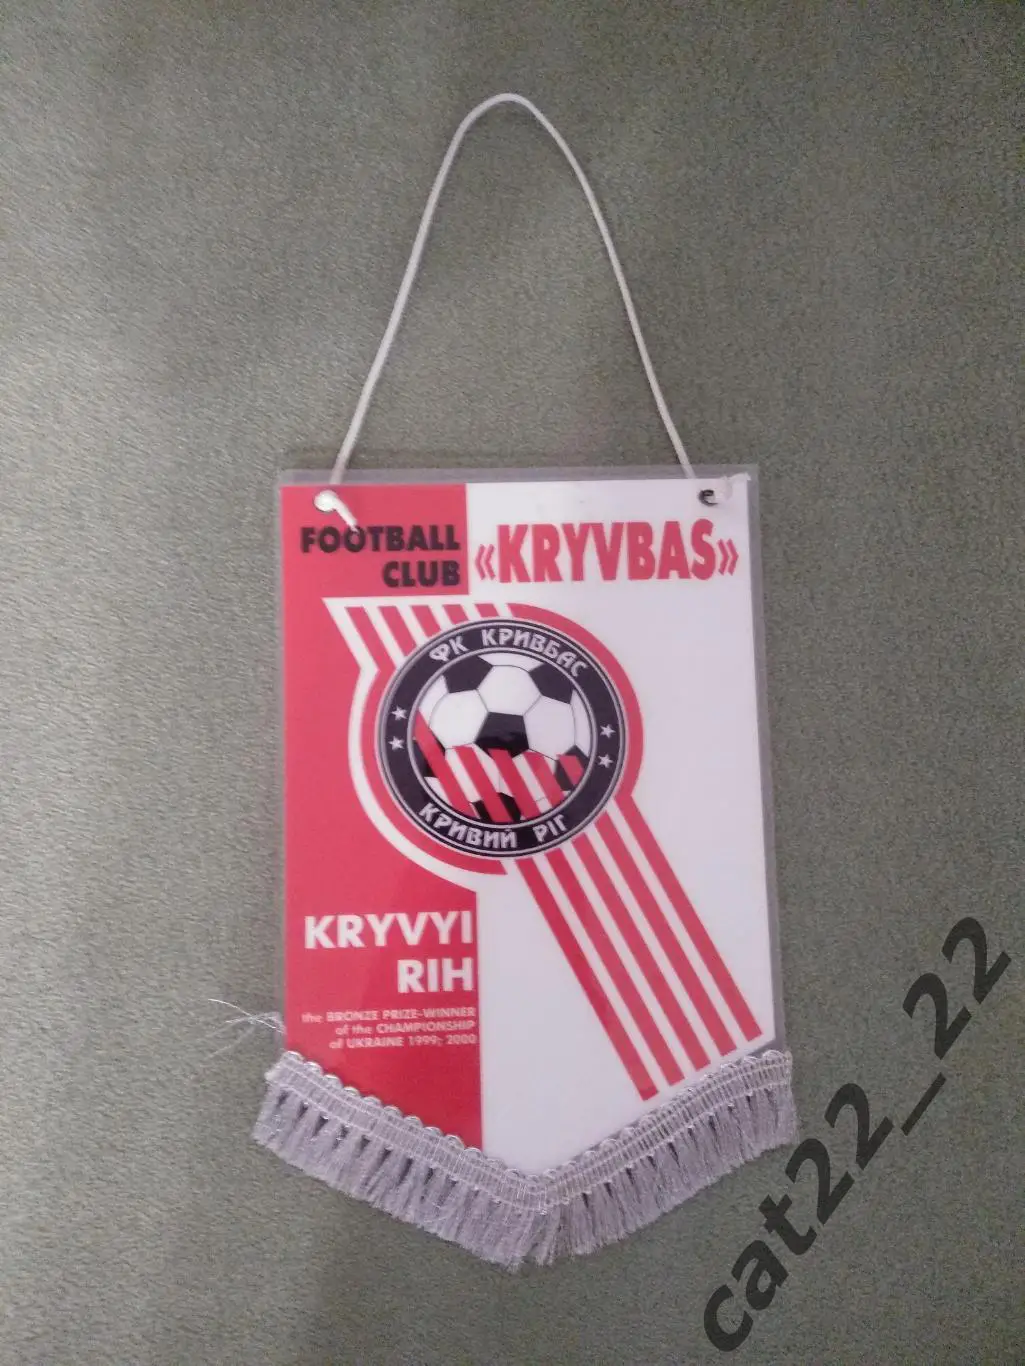 FOOTBALL
CLUB
«KRYVBAS»
ФК КРИВБАС
КРИВИЙ РІГ
KRYVYI
RIH
the BRONZE PRIZE-WINNER
of the CHAMPIONSHIP
of UKRAINE 1999; 2000
cat22_22